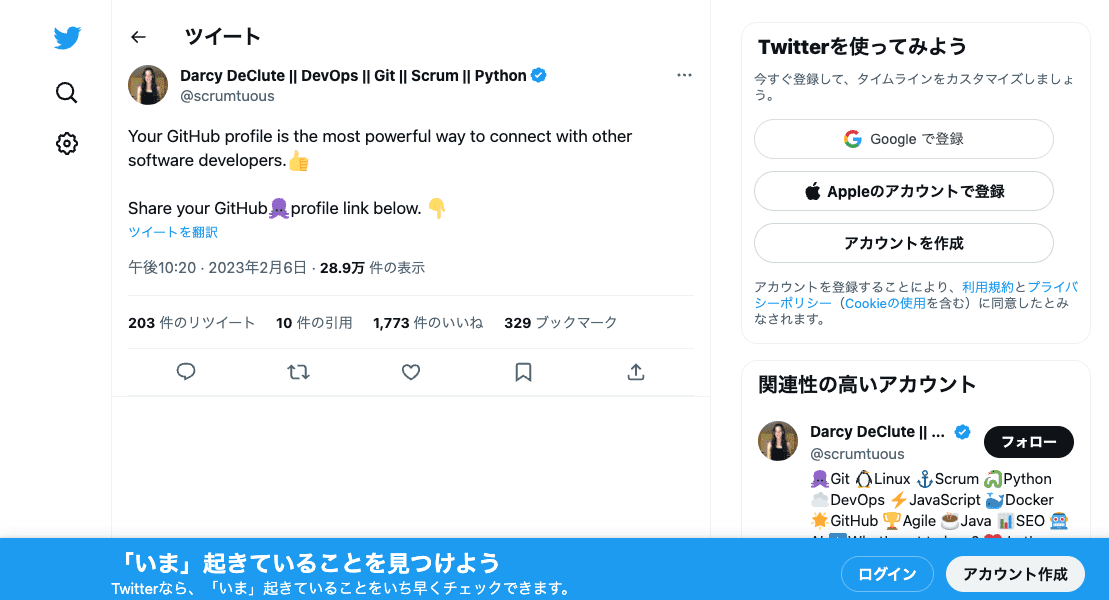 ツイート
Darcy DeClute || DevOps || Git || Scrum || Python
@scrumtuous
Your GitHub profile is the most powerful way to connect with other
software developers.👍
Share your GitHub🐙profile link below. 👇
ツイートを翻訳
午後10:20 · 2023年2月6日 · 28.9万 件の表示
203 件のリツイート 10 件の引用 1,773 件のいいね 329 ブックマーク
Twitterを使ってみよう
今すぐ登録して、タイムラインをカスタマイズしましょ
う。
Google で登録
Appleのアカウントで登録
アカウントを作成
アカウントを登録することにより、利用規約とプライバ
シーポリシー（Cookieの使用を含む）に同意したとみ
なされます。
関連性の高いアカウント
Darcy DeClute || ...
フォロー
@scrumtuous
🐙Git 🐧Linux ⚓Scrum 🐍Python
☁️DevOps ⚡JavaScript 🐳Docker
🌟GitHub 🏆Agile ☕Java 📊SEO 🤖
「いま」起きていることを見つけよう
Twitterなら、「いま」起きていることをいち早くチェックできます。
ログイン
アカウント作成